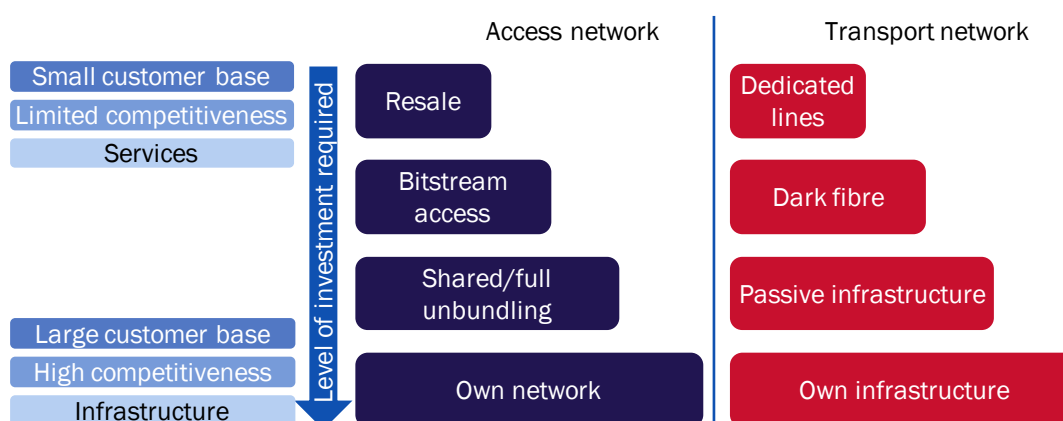 Access network
Transport network
Small customer base
Limited competitiveness
Services
Level of investment required
Resale
Dedicated
lines
Bitstream
access
Dark fibre
Shared/full
unbundling
Passive infrastructure
Large customer base
High competitiveness
Infrastructure
Own network
Own infrastructure